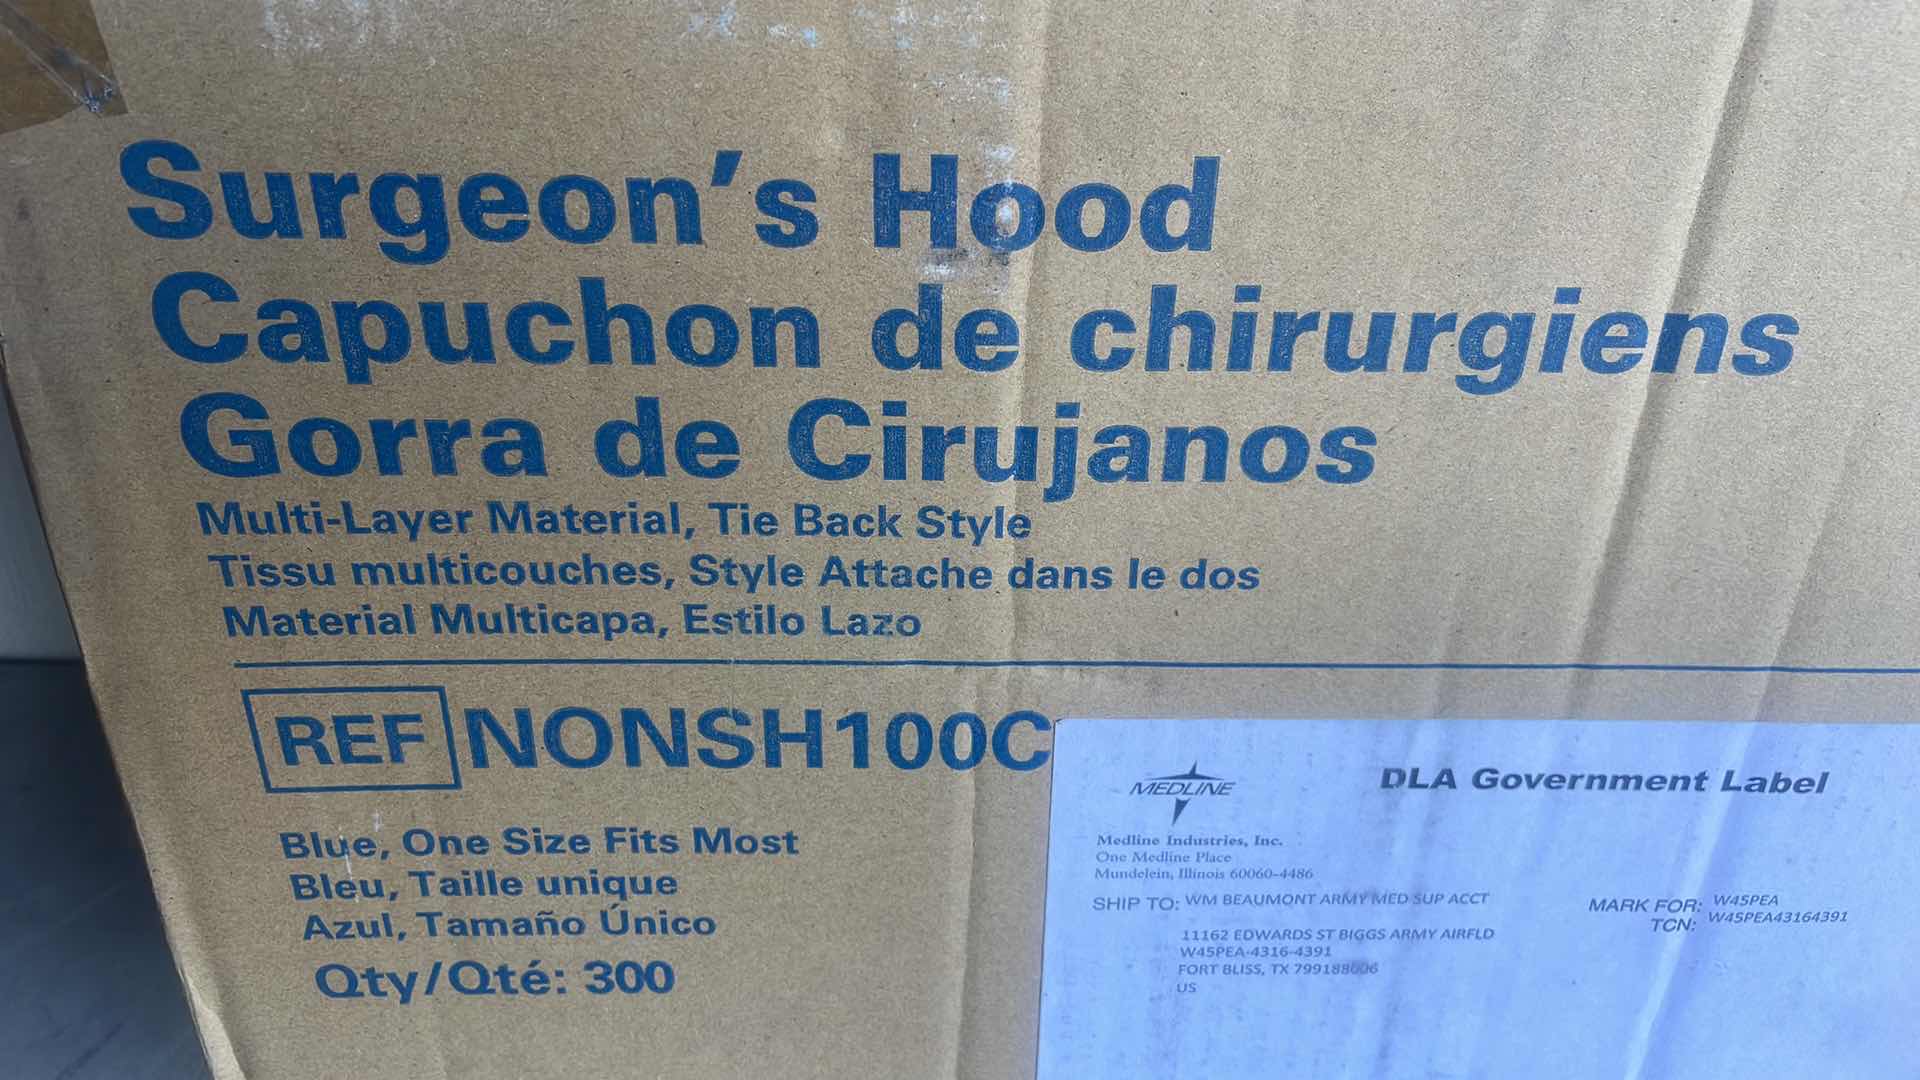 Surgeon's Hood
Capuchon de chirurgiens
Gorra de Cirujanos
Multi-Layer Material, Tie Back Style
Tissu multicouches, Style Attache dans le dos
Material Multicapa, Estilo Lazo
REF NONSH100C
Blue, One Size Fits Most
Bleu, Taille unique
Azul, Tamaño Único
Qty/Qté: 300
MEDLINE
DLA Government Label
Medline Industries, Inc.
One Medline Place
Mundelein, Illinois 60060-4486
SHIP TO: WM BEAUMONT ARMY MED SUP ACCT
11162 EDWARDS ST BIGGS ARMY AIRFLD
W45PEA-4316-4391
FORT BLISS, TX 799188006
US
MARK FOR: W45PEA
TCN: W45PEA43164391